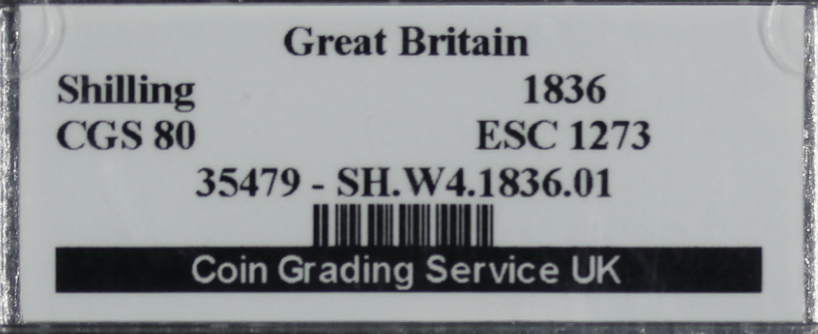 Great Britain
Shilling 1836
CGS 80 ESC 1273
35479 - SH.W4.1836.01
Coin Grading Service UK